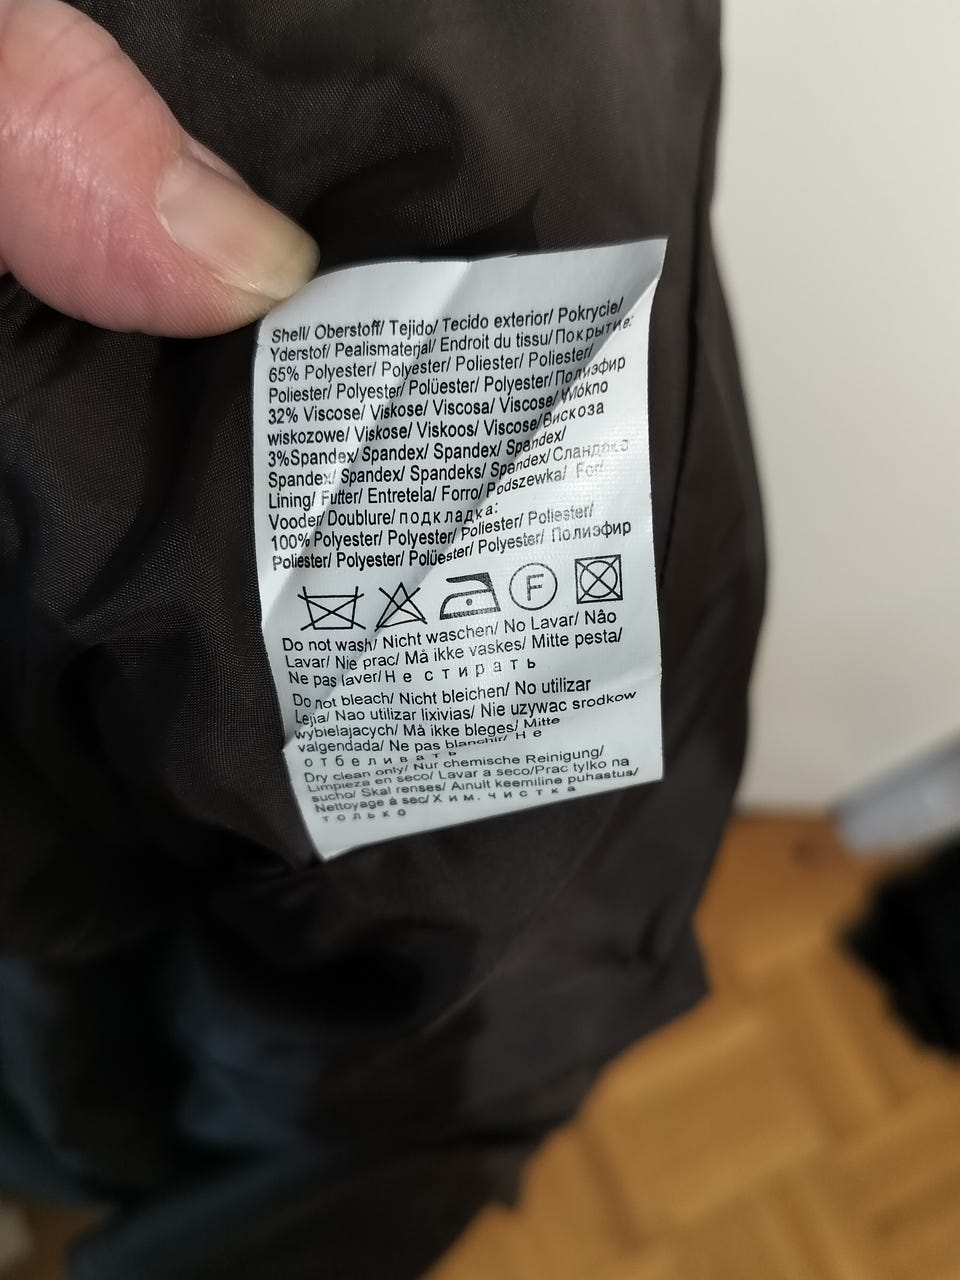 Shell/ Oberstoff/ Tejido/ Tecido exterior/ Pokrycie/
Yderstof/ Pealismaterjal/ Endroit du tissu/Покрытие:
65% Polyester/ Polyester/ Poliester/ Poliester/
Poliester/ Polyester/ Polüester/ Polyester/Полиэфир
32% Viscose/ Viskose/ Viscosa/ Viscose/ Włókno
wiskozowe/ Viskose/ Viskoos/ Viscose/Вискоза
3%Spandex/ Spandex/ Spandex/ Spandex/
Spandex/ Spandex/ Spandeks/ Spandex/
Lining/ Futter/ Entretela/ Forro/ Podszewka/
Vooder/ Doublure/ подкладка:
100% Polyester/ Polyester/ Poliester/ Poliester/
Poliester/ Polyester/ Polüester/ Polyester/ Полиэфир
F
Do not wash/ Nicht waschen/ No Lavar/ Nâo
Lavar/ Nie prac/ Må ikke vaskes/ Mitte pesta/
Ne pas laver/Не стирать
Do not bleach/ Nicht bleichen/ No utilizar
Lejia/ Nao utilizar lixivias/ Nie uzywac srodkow
wybielajacych/ Må ikke bleges/ Mitte
valgendada/ Ne pas blanchir/ Не
отбеливать
Dry clean only/ Nur chemische Reinigung/
Limpieza en seco/ Lavar a seco/Prac tylko na
sucho/ Skal renses/ Ainult keemiline puhastus/
Nettoyage à sec/Хим. чистка
только